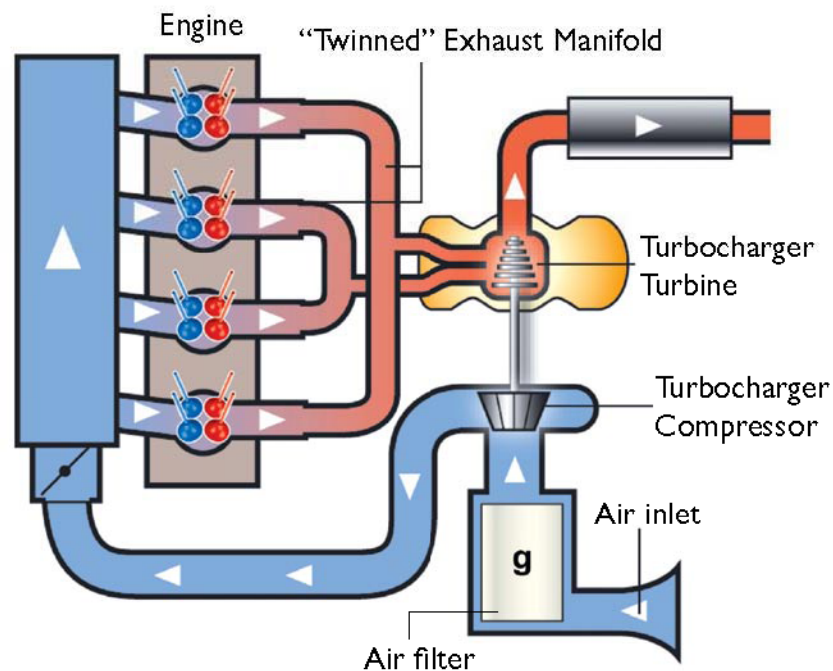 Engine
“Twinned” Exhaust Manifold
Turbocharger
Turbine
Turbocharger
Compressor
Air inlet
g
Air filter